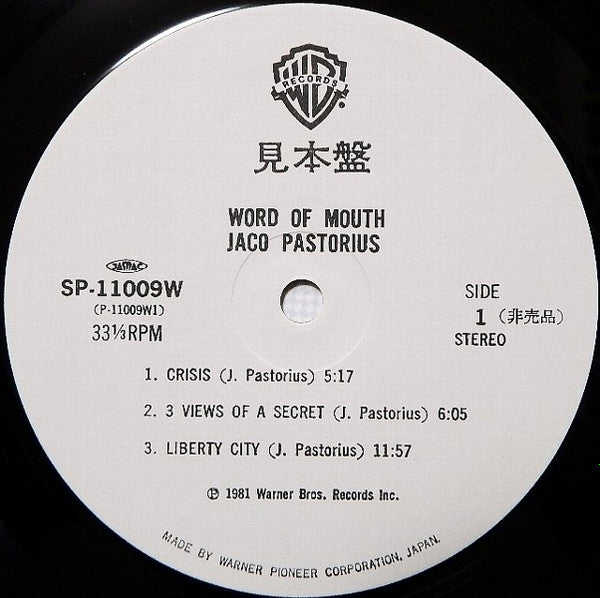 WB
RECORDS
®
見本盤
WORD OF MOUTH
JACO PASTORIUS
JASRAC
SP-11009W
(P-11009W1)
33⅓RPM
SIDE
1 (非売品)
STEREO
1. CRISIS (J. Pastorius) 5:17
2. 3 VIEWS OF A SECRET (J. Pastorius) 6:05
3. LIBERTY CITY (J. Pastorius) 11:57
Ⓟ 1981 Warner Bros. Records Inc.
MADE BY WARNER PIONEER CORPORATION, JAPAN.